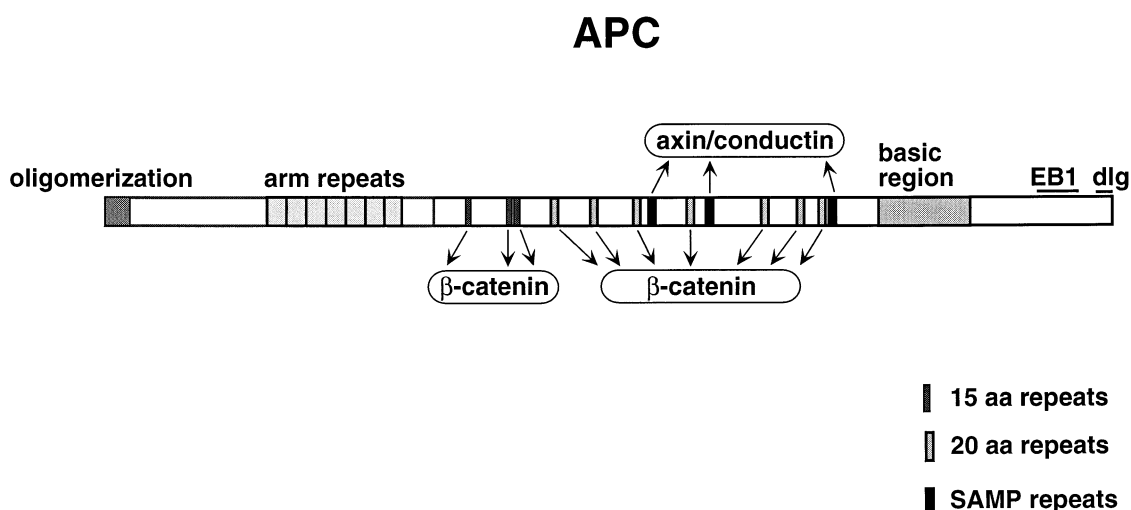 APC
axin/conductin
basic
region
oligomerization
arm repeats
EB1
dlg
β-catenin
β-catenin
15 aa repeats
20 aa repeats
SAMP repeats